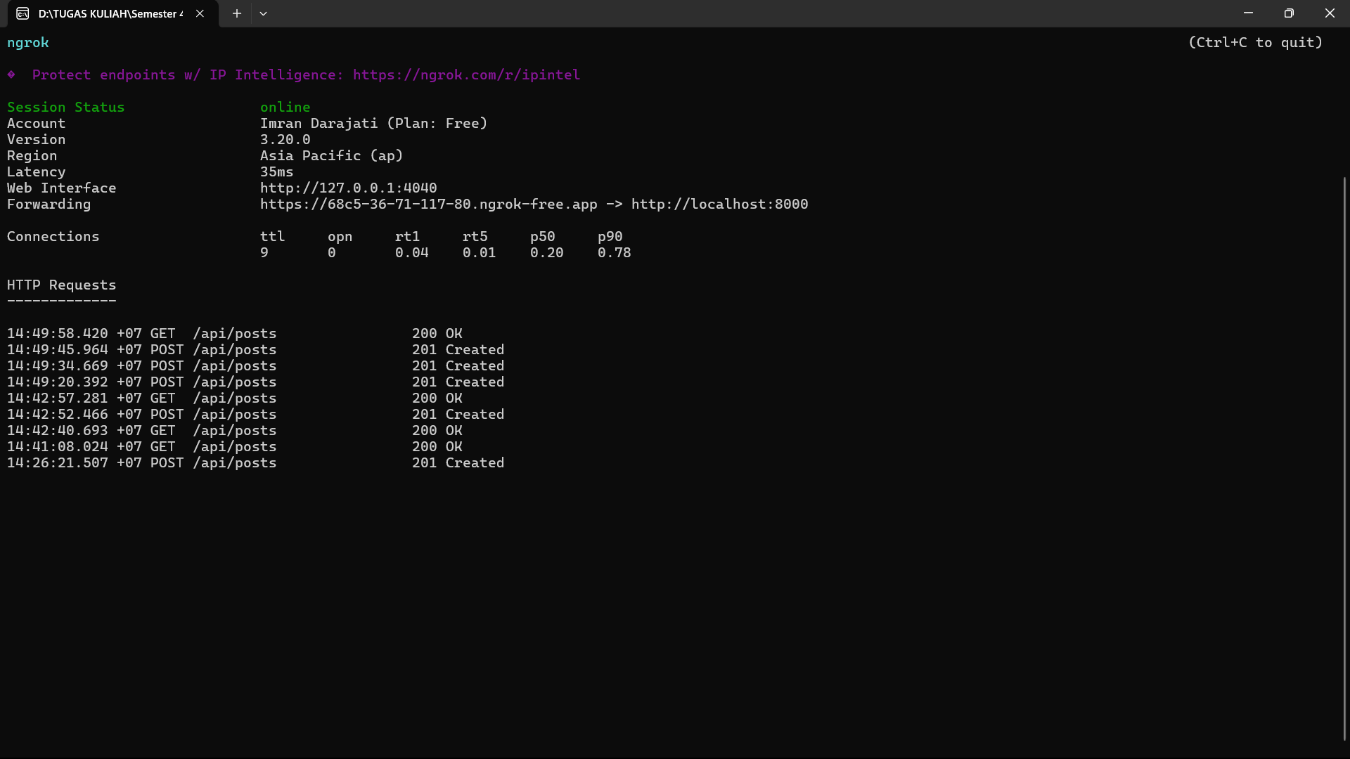 D:\TUGAS KULIAH\Semester 4
ngrok (Ctrl+C to quit)
� Protect endpoints w/ IP Intelligence: https://ngrok.com/r/ipintel
Session Status online
Account Imran Darajati (Plan: Free)
Version 3.20.0
Region Asia Pacific (ap)
Latency 35ms
Web Interface http://127.0.0.1:4040
Forwarding https://68c5-36-71-117-80.ngrok-free.app -> http://localhost:8000
Connections ttl opn rt1 rt5 p50 p90
9 0 0.04 0.01 0.20 0.78
HTTP Requests
-------------
14:49:58.420 +07 GET /api/posts 200 OK
14:49:45.964 +07 POST /api/posts 201 Created
14:49:34.669 +07 POST /api/posts 201 Created
14:49:20.392 +07 POST /api/posts 201 Created
14:42:57.281 +07 GET /api/posts 200 OK
14:42:52.466 +07 POST /api/posts 201 Created
14:42:40.693 +07 GET /api/posts 200 OK
14:41:08.024 +07 GET /api/posts 200 OK
14:26:21.507 +07 POST /api/posts 201 Created